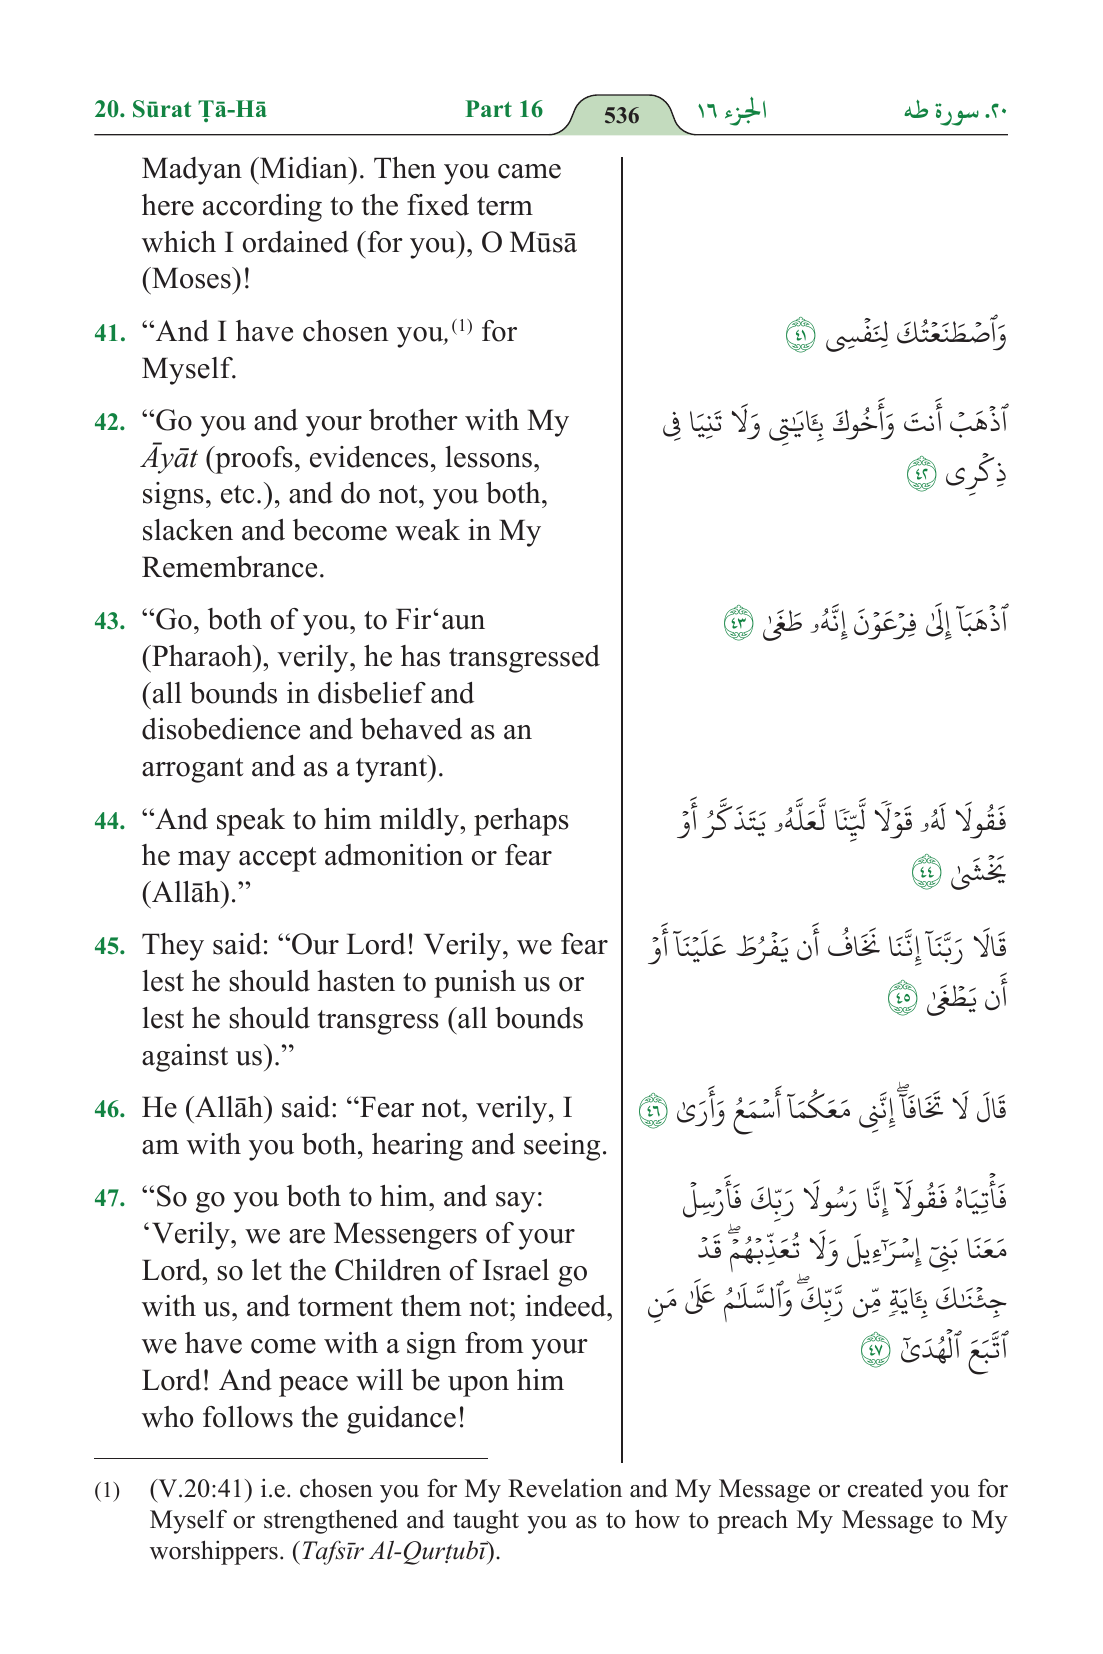 20. Sūrat Ṭā-Hā Part 16 536 الجزء ١٦ ٢٠. سورة طه
Madyan (Midian). Then you came
here according to the fixed term
which I ordained (for you), O Mūsā
(Moses)!
41. “And I have chosen you,(1) for
Myself.
وَٱصْطَنَعْتُكَ لِنَفْسِى ٤١
42. “Go you and your brother with My
Āyāt (proofs, evidences, lessons,
signs, etc.), and do not, you both,
slacken and become weak in My
Remembrance.
ٱذْهَبْ أَنتَ وَأَخُوكَ بِـَٔايَـٰتِى وَلَا تَنِيَا فِى
ذِكْرِى ٤٢
43. “Go, both of you, to Fir‘aun
(Pharaoh), verily, he has transgressed
(all bounds in disbelief and
disobedience and behaved as an
arrogant and as a tyrant).
ٱذْهَبَآ إِلَىٰ فِرْعَوْنَ إِنَّهُۥ طَغَىٰ ٤٣
44. “And speak to him mildly, perhaps
he may accept admonition or fear
(Allāh).”
فَقُولَا لَهُۥ قَوْلًا لَّيِّنًا لَّعَلَّهُۥ يَتَذَكَّرُ أَوْ
يَخْشَىٰ ٤٤
45. They said: “Our Lord! Verily, we fear
lest he should hasten to punish us or
lest he should transgress (all bounds
against us).”
قَالَا رَبَّنَآ إِنَّنَا نَخَافُ أَن يَفْرُطَ عَلَيْنَآ أَوْ
أَن يَطْغَىٰ ٤٥
46. He (Allāh) said: “Fear not, verily, I
am with you both, hearing and seeing.
قَالَ لَا تَخَافَآ ۖ إِنَّنِى مَعَكُمَآ أَسْمَعُ وَأَرَىٰ ٤٦
47. “So go you both to him, and say:
‘Verily, we are Messengers of your
Lord, so let the Children of Israel go
with us, and torment them not; indeed,
we have come with a sign from your
Lord! And peace will be upon him
who follows the guidance!
فَأْتِيَاهُ فَقُولَآ إِنَّا رَسُولَا رَبِّكَ فَأَرْسِلْ
مَعَنَا بَنِىٓ إِسْرَٰٓءِيلَ وَلَا تُعَذِّبْهُمْ ۖ قَدْ
جِئْنَـٰكَ بِـَٔايَةٍ مِّن رَّبِّكَ ۖ وَٱلسَّلَـٰمُ عَلَىٰ مَنِ
ٱتَّبَعَ ٱلْهُدَىٰٓ ٤٧
(1) (V.20:41) i.e. chosen you for My Revelation and My Message or created you for
Myself or strengthened and taught you as to how to preach My Message to My
worshippers. (Tafsīr Al-Qurṭubī).